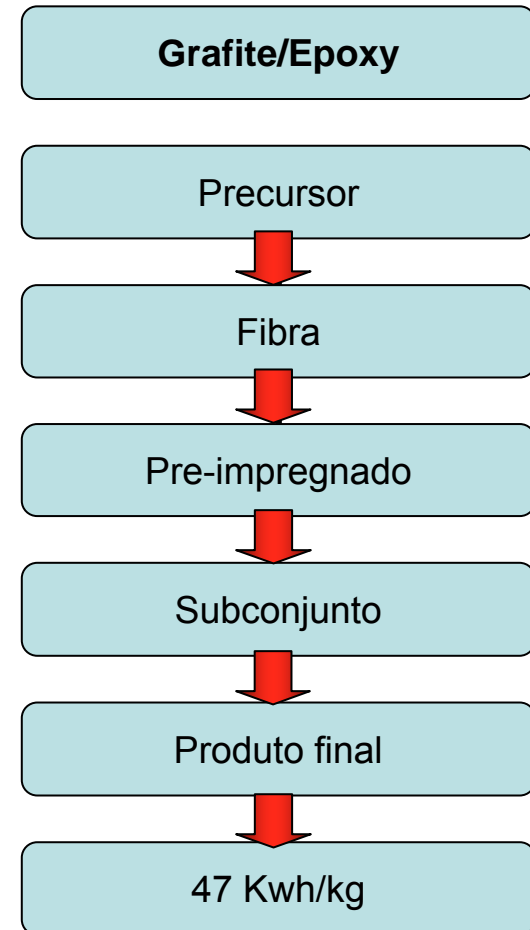 Grafite/Epoxy
Precursor
Fibra
Pre-impregnado
Subconjunto
Produto final
47 Kwh/kg